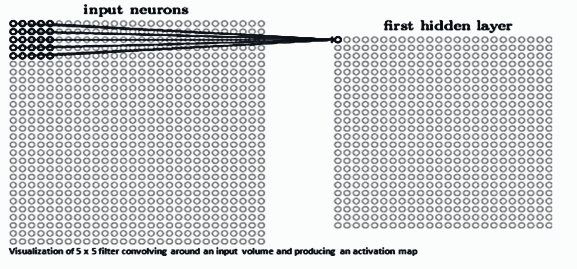 input neurons
first hidden layer
Visualization of 5 x 5 filter convolving around an input volume and producing an activation map